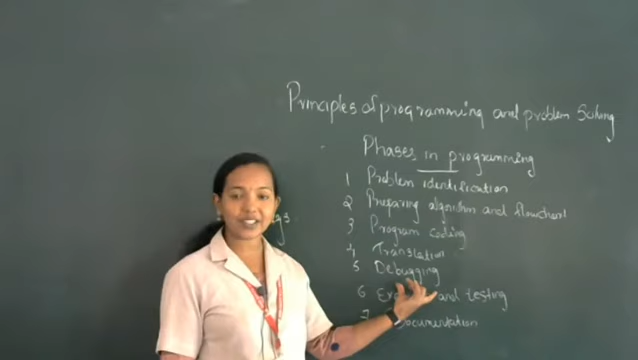 Principles of programming and problem Solving
Phases in programming
1 Problem identification
2 Preparing algorithm and flowchart
3 Program coding
4 Translation
5 Debugging
6 and testing
7 Documentation